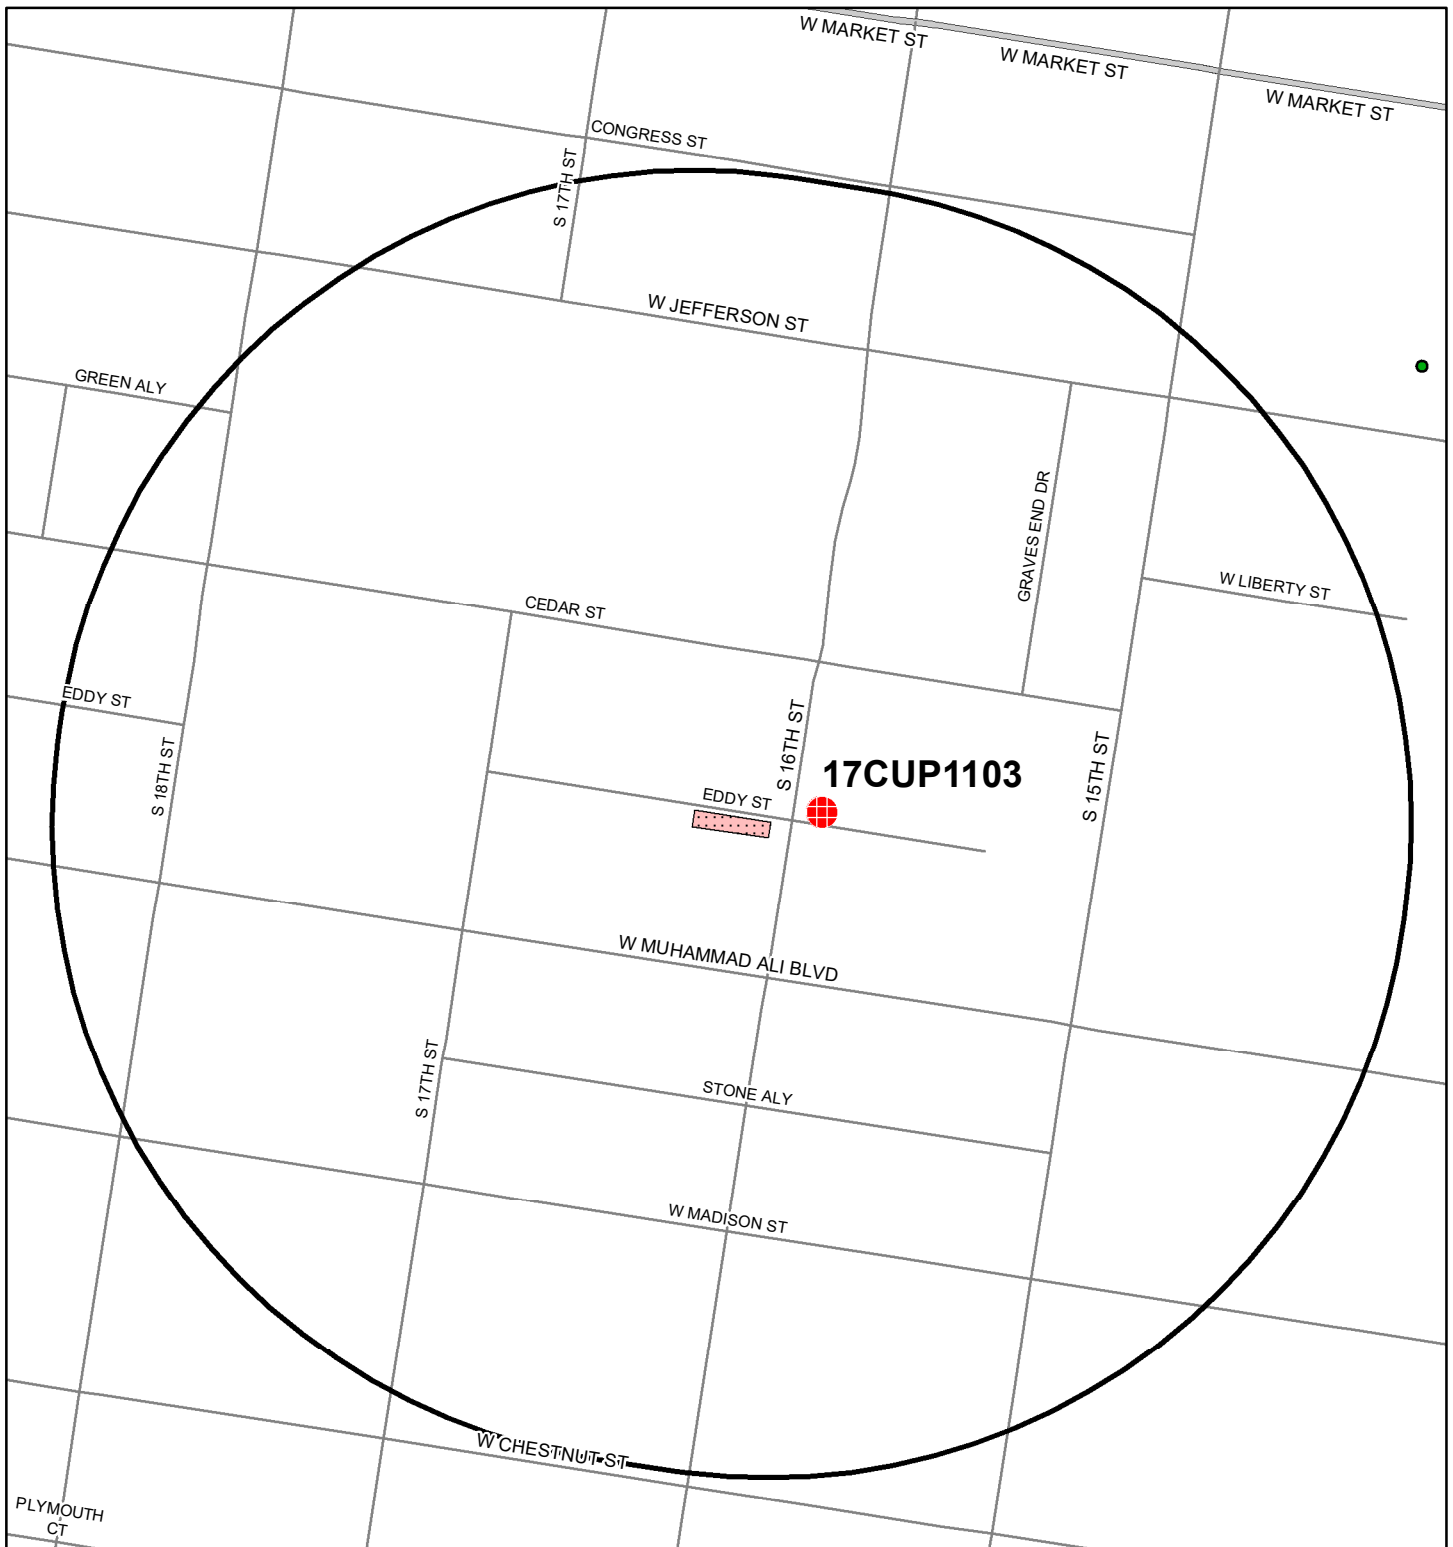 W MARKET ST
W MARKET ST
W MARKET ST
CONGRESS ST
S 17TH ST
W JEFFERSON ST
GREEN ALY
GRAVES END DR
W LIBERTY ST
CEDAR ST
EDDY ST
S 18TH ST
S 16TH ST
S 15TH ST
17CUP1103
EDDY ST
W MUHAMMAD ALI BLVD
S 17TH ST
STONE ALY
W MADISON ST
W CHESTNUT ST
PLYMOUTH
CT